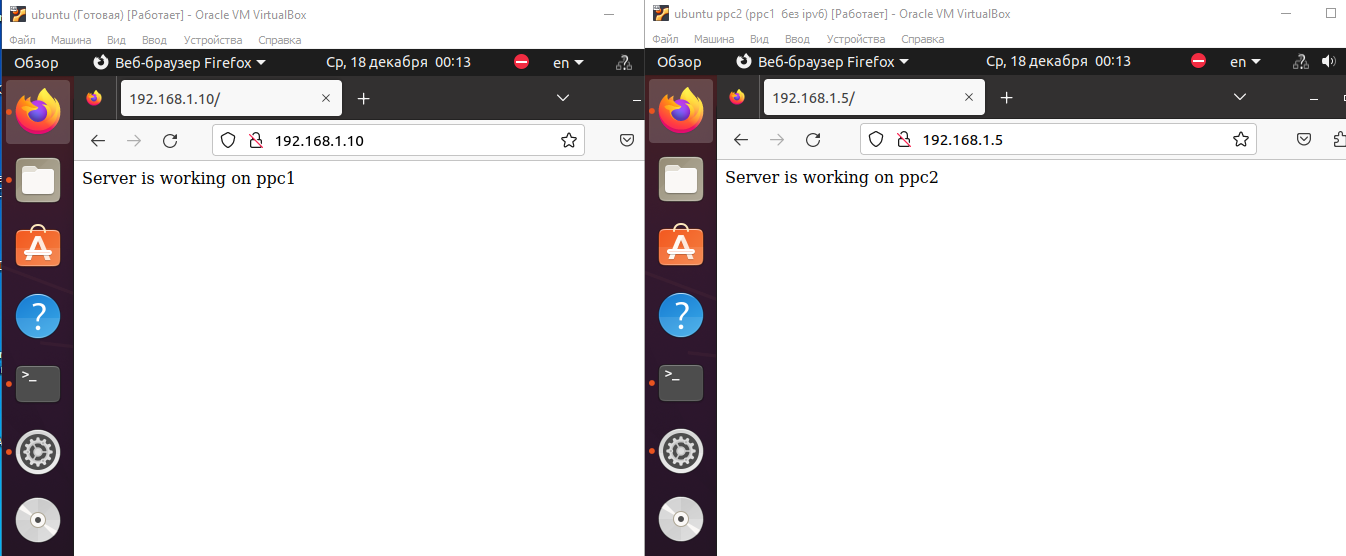 ubuntu (Готовая) [Работает] - Oracle VM VirtualBox
Файл Машина Вид Ввод Устройства Справка
Обзор Веб-браузер Firefox Ср, 18 декабря 00:13 en
192.168.1.10/
192.168.1.10
Server is working on ppc1
ubuntu ppc2 (ppc1 без ipv6) [Работает] - Oracle VM VirtualBox
Файл Машина Вид Ввод Устройства Справка
Обзор Веб-браузер Firefox Ср, 18 декабря 00:13 en
192.168.1.5/
192.168.1.5
Server is working on ppc2